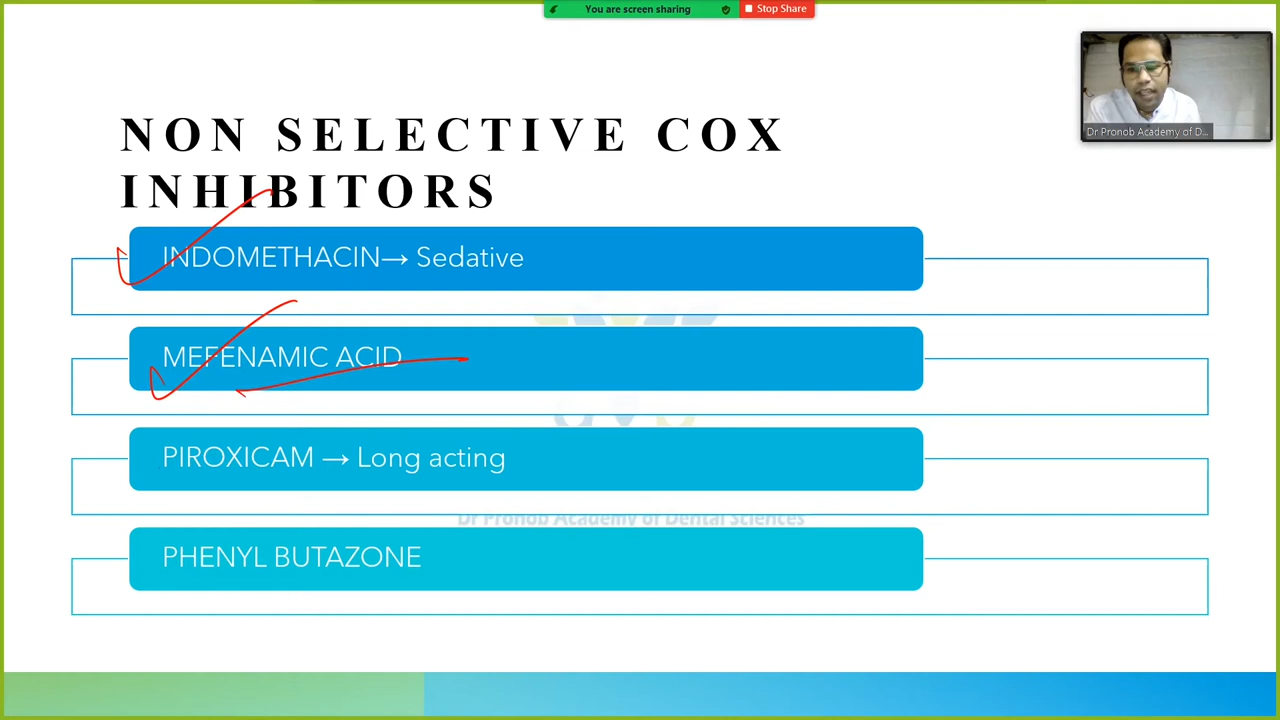 You are screen sharing
Stop Share
Dr Pronob Academy of D...
NON SELECTIVE COX
INHIBITORS
INDOMETHACIN→ Sedative
MEFENAMIC ACID
PIROXICAM → Long acting
Dr Pronob Academy of Dental Sciences
PHENYL BUTAZONE